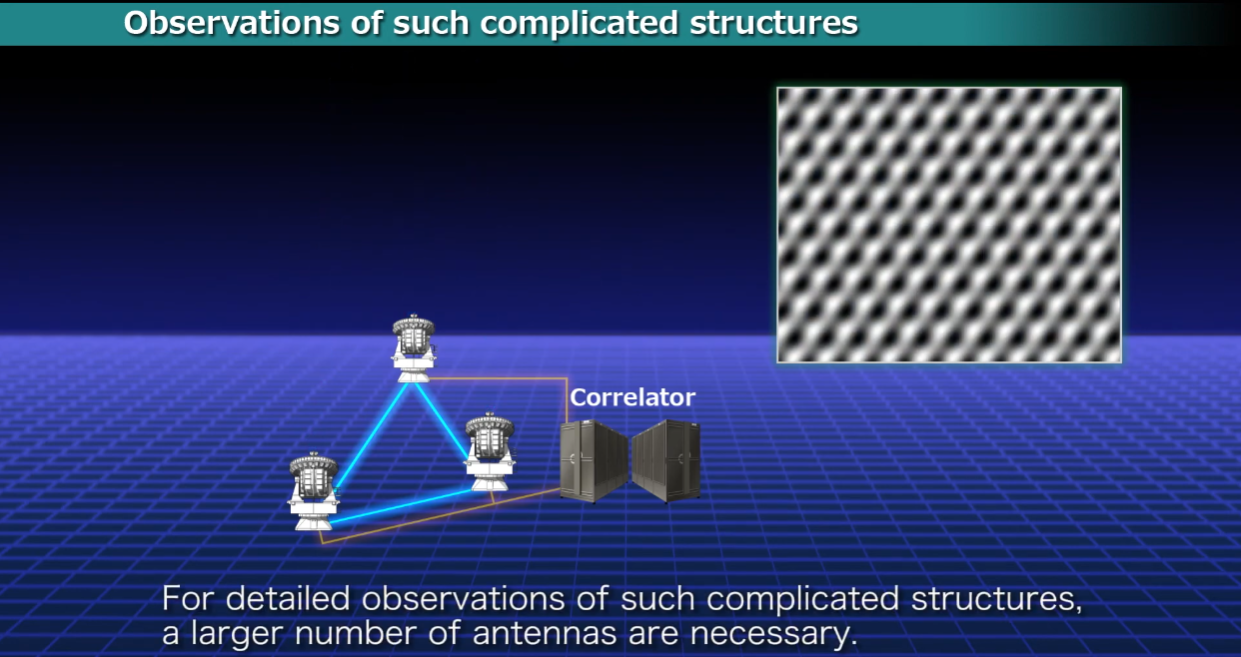 Observations of such complicated structures
Correlator
For detailed observations of such complicated structures,
a larger number of antennas are necessary.